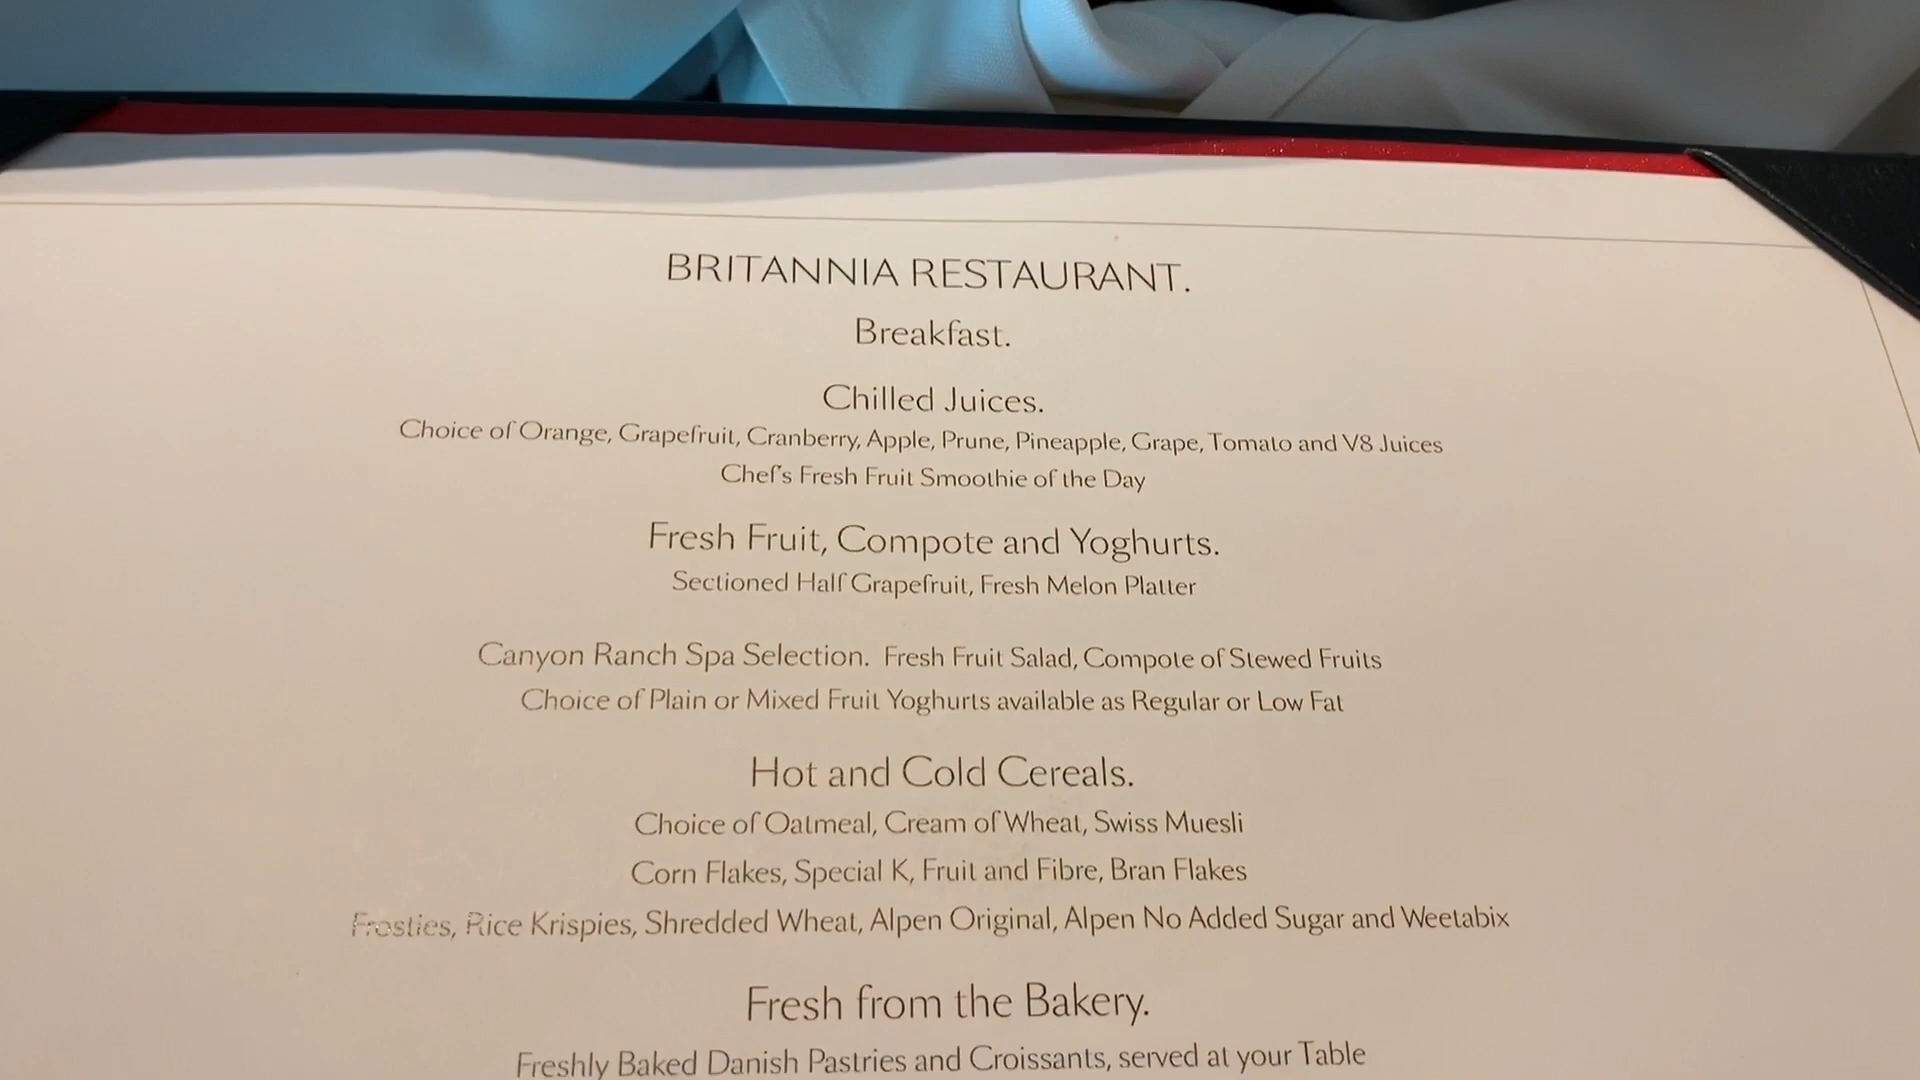 BRITANNIA RESTAURANT.
Breakfast.
Chilled Juices.
Choice of Orange, Grapefruit, Cranberry, Apple, Prune, Pineapple, Grape, Tomato and V8 Juices
Chef's Fresh Fruit Smoothie of the Day
Fresh Fruit, Compote and Yoghurts.
Sectioned Half Grapefruit, Fresh Melon Platter
Canyon Ranch Spa Selection. Fresh Fruit Salad, Compote of Stewed Fruits
Choice of Plain or Mixed Fruit Yoghurts available as Regular or Low Fat
Hot and Cold Cereals.
Choice of Oatmeal, Cream of Wheat, Swiss Muesli
Corn Flakes, Special K, Fruit and Fibre, Bran Flakes
Frosties, Rice Krispies, Shredded Wheat, Alpen Original, Alpen No Added Sugar and Weetabix
Fresh from the Bakery.
Freshly Baked Danish Pastries and Croissants, served at your Table